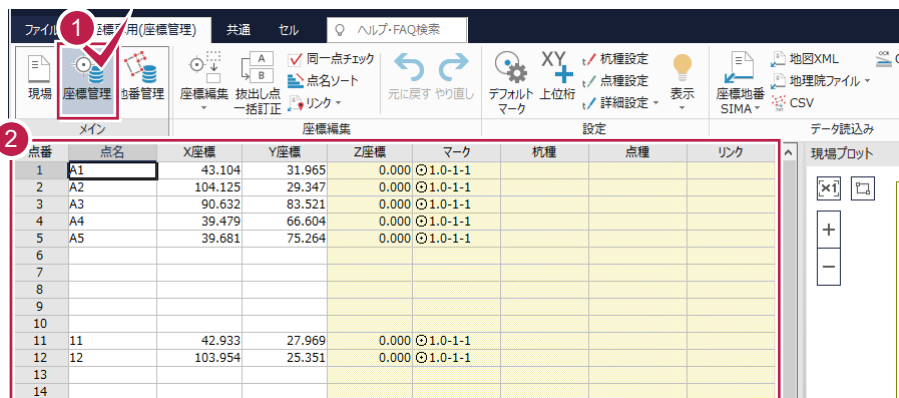 ファイル 1 座標専用(座標管理) 共通 セル ヘルプ・FAQ検索
現場 座標管理 地番管理 座標編集 抜出し点一括訂正 A B 同一点チェック 点名ソート リンク 元に戻す やり直し デフォルトマーク XY 上位桁 杭種設定 点種設定 詳細設定 表示 座標地番 SIMA 地図XML 地理院ファイル CSV
メイン 座標編集 設定 データ読込み
2
点番 点名 X座標 Y座標 Z座標 マーク 杭種 点種 リンク 現場プロット
1 A1 43.104 31.965 0.000 1.0-1-1
2 A2 104.125 29.347 0.000 1.0-1-1
3 A3 90.632 83.521 0.000 1.0-1-1
4 A4 39.479 66.604 0.000 1.0-1-1
5 A5 39.681 75.264 0.000 1.0-1-1
6
7
8
9
10
11 11 42.933 27.969 0.000 1.0-1-1
12 12 103.954 25.351 0.000 1.0-1-1
13
14
×1